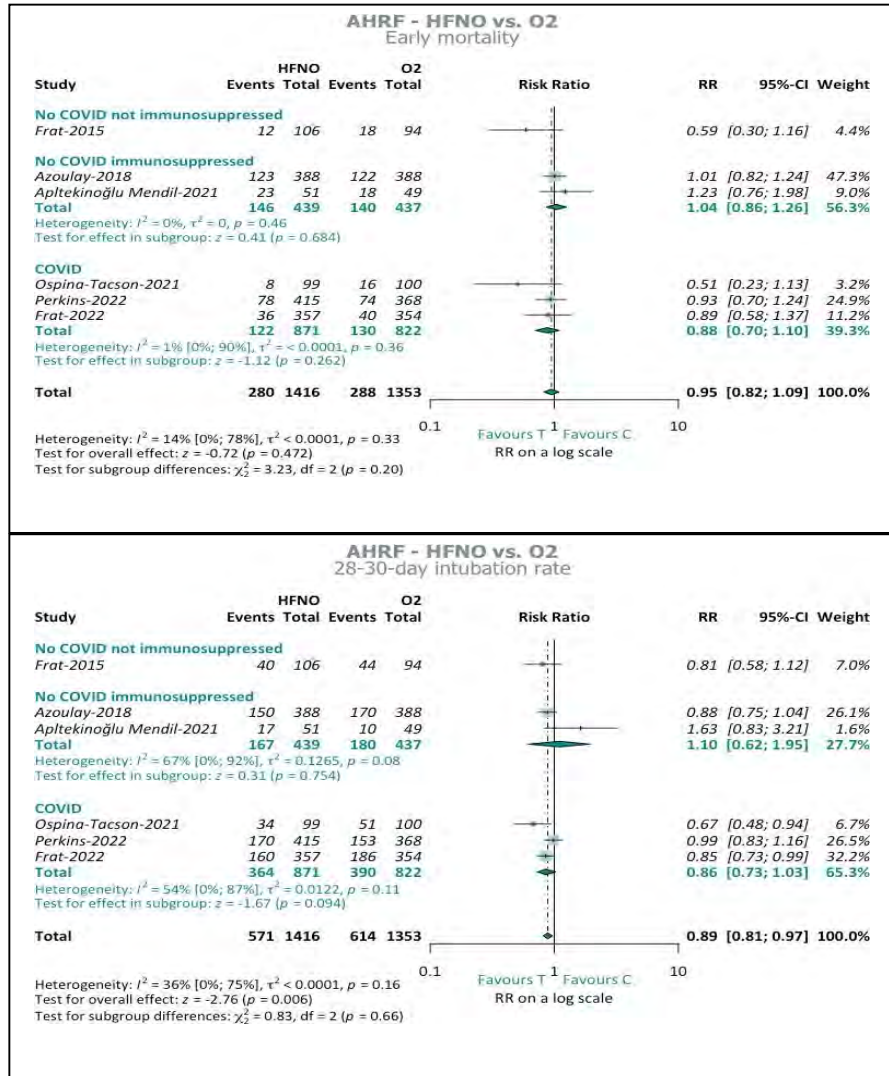 AHRF - HFNO vs. O2
Early mortality
HFNO O2
Study Events Total Events Total Risk Ratio RR 95%-CI Weight
No COVID not immunosuppressed
Frat-2015 12 106 18 94 0.59 [0.30; 1.16] 4.4%
No COVID immunosuppressed
Azoulay-2018 123 388 122 388 1.01 [0.82; 1.24] 47.3%
Apltekinoğlu Mendil-2021 23 51 18 49 1.23 [0.76; 1.98] 9.0%
Total 146 439 140 437 1.04 [0.86; 1.26] 56.3%
Heterogeneity: I² = 0%, τ² = 0, p = 0.46
Test for effect in subgroup: z = 0.41 (p = 0.684)
COVID
Ospina-Tacson-2021 8 99 16 100 0.51 [0.23; 1.13] 3.2%
Perkins-2022 78 415 74 368 0.93 [0.70; 1.24] 24.9%
Frat-2022 36 357 40 354 0.89 [0.58; 1.37] 11.2%
Total 122 871 130 822 0.88 [0.70; 1.10] 39.3%
Heterogeneity: I² = 1% [0%; 90%], τ² = < 0.0001, p = 0.36
Test for effect in subgroup: z = -1.12 (p = 0.262)
Total 280 1416 288 1353 0.95 [0.82; 1.09] 100.0%
0.1 1 10
Heterogeneity: I² = 14% [0%; 78%], τ² < 0.0001, p = 0.33
Favours T Favours C
Test for overall effect: z = -0.72 (p = 0.472)
RR on a log scale
Test for subgroup differences: χ²₂ = 3.23, df = 2 (p = 0.20)
AHRF - HFNO vs. O2
28-30-day intubation rate
HFNO O2
Study Events Total Events Total Risk Ratio RR 95%-CI Weight
No COVID not immunosuppressed
Frat-2015 40 106 44 94 0.81 [0.58; 1.12] 7.0%
No COVID immunosuppressed
Azoulay-2018 150 388 170 388 0.88 [0.75; 1.04] 26.1%
Apltekinoğlu Mendil-2021 17 51 10 49 1.63 [0.83; 3.21] 1.6%
Total 167 439 180 437 1.10 [0.62; 1.95] 27.7%
Heterogeneity: I² = 67% [0%; 92%], τ² = 0.1265, p = 0.08
Test for effect in subgroup: z = 0.31 (p = 0.754)
COVID
Ospina-Tacson-2021 34 99 51 100 0.67 [0.48; 0.94] 6.7%
Perkins-2022 170 415 153 368 0.99 [0.83; 1.16] 26.5%
Frat-2022 160 357 186 354 0.85 [0.73; 0.99] 32.2%
Total 364 871 390 822 0.86 [0.73; 1.03] 65.3%
Heterogeneity: I² = 54% [0%; 87%], τ² = 0.0122, p = 0.11
Test for effect in subgroup: z = -1.67 (p = 0.094)
Total 571 1416 614 1353 0.89 [0.81; 0.97] 100.0%
0.1 1 10
Heterogeneity: I² = 36% [0%; 75%], τ² < 0.0001, p = 0.16
Favours T Favours C
Test for overall effect: z = -2.76 (p = 0.006)
RR on a log scale
Test for subgroup differences: χ²₂ = 0.83, df = 2 (p = 0.66)